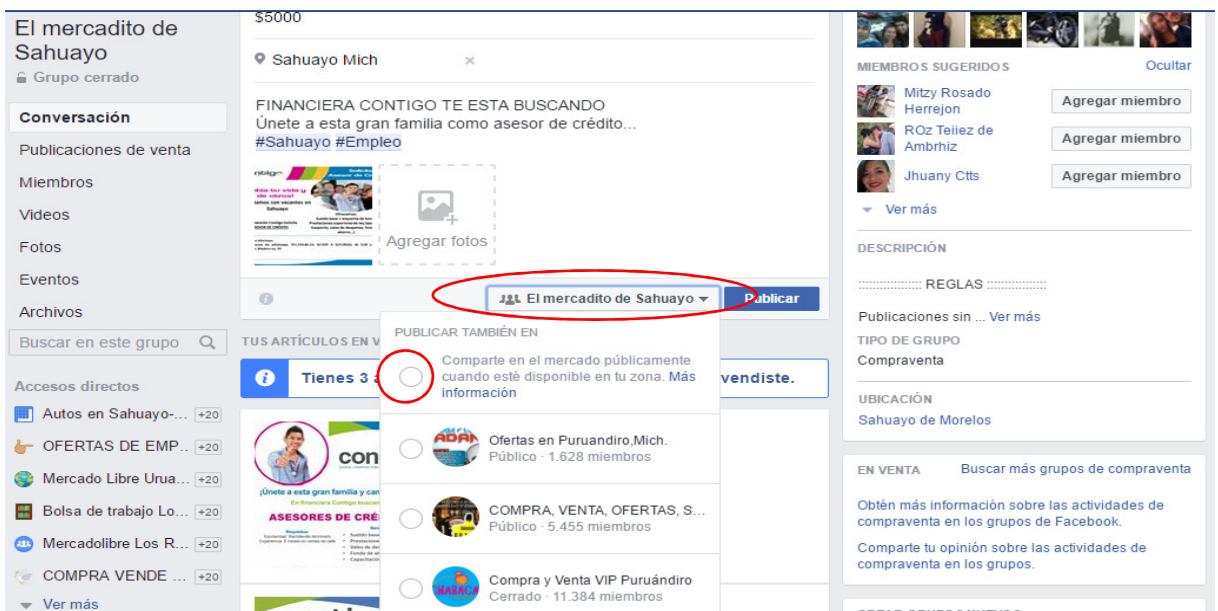 El mercadito de
Sahuayo
Grupo cerrado
Conversación
Publicaciones de venta
Miembros
Videos
Fotos
Eventos
Archivos
Buscar en este grupo
Accesos directos
Autos en Sahuayo-... +20
OFERTAS DE EMP.. +20
Mercado Libre Urua... +20
Bolsa de trabajo Lo... +20
Mercadolibre Los R... +20
COMPRA VENDE ... +20
Ver más
$5000
Sahuayo Mich ×
FINANCIERA CONTIGO TE ESTA BUSCANDO
Únete a esta gran familia como asesor de crédito...
#Sahuayo #Empleo
Agregar fotos
El mercadito de Sahuayo
Publicar
PUBLICAR TAMBIÉN EN
Comparte en el mercado públicamente
cuando esté disponible en tu zona. Más
información
Ofertas en Puruandiro,Mich.
Público · 1.628 miembros
COMPRA, VENTA, OFERTAS, S...
Público · 5.455 miembros
Compra y Venta VIP Puruándiro
Cerrado · 11.384 miembros
TUS ARTÍCULOS EN V
Tienes 3 a
vendiste.
con
¡Únete a esta gran familia y
ASESORES DE CRÉ
MIEMBROS SUGERIDOS Ocultar
Mitzy Rosado
Herrejon
Agregar miembro
ROz Teiiez de
Ambrhiz
Agregar miembro
Jhuany Ctts
Agregar miembro
Ver más
DESCRIPCIÓN
::::::::::::::::: REGLAS ::::::::::::::::
Publicaciones sin ... Ver más
TIPO DE GRUPO
Compraventa
UBICACIÓN
Sahuayo de Morelos
EN VENTA Buscar más grupos de compraventa
Obtén más información sobre las actividades de
compraventa en los grupos de Facebook.
Comparte tu opinión sobre las actividades de
compraventa en los grupos.